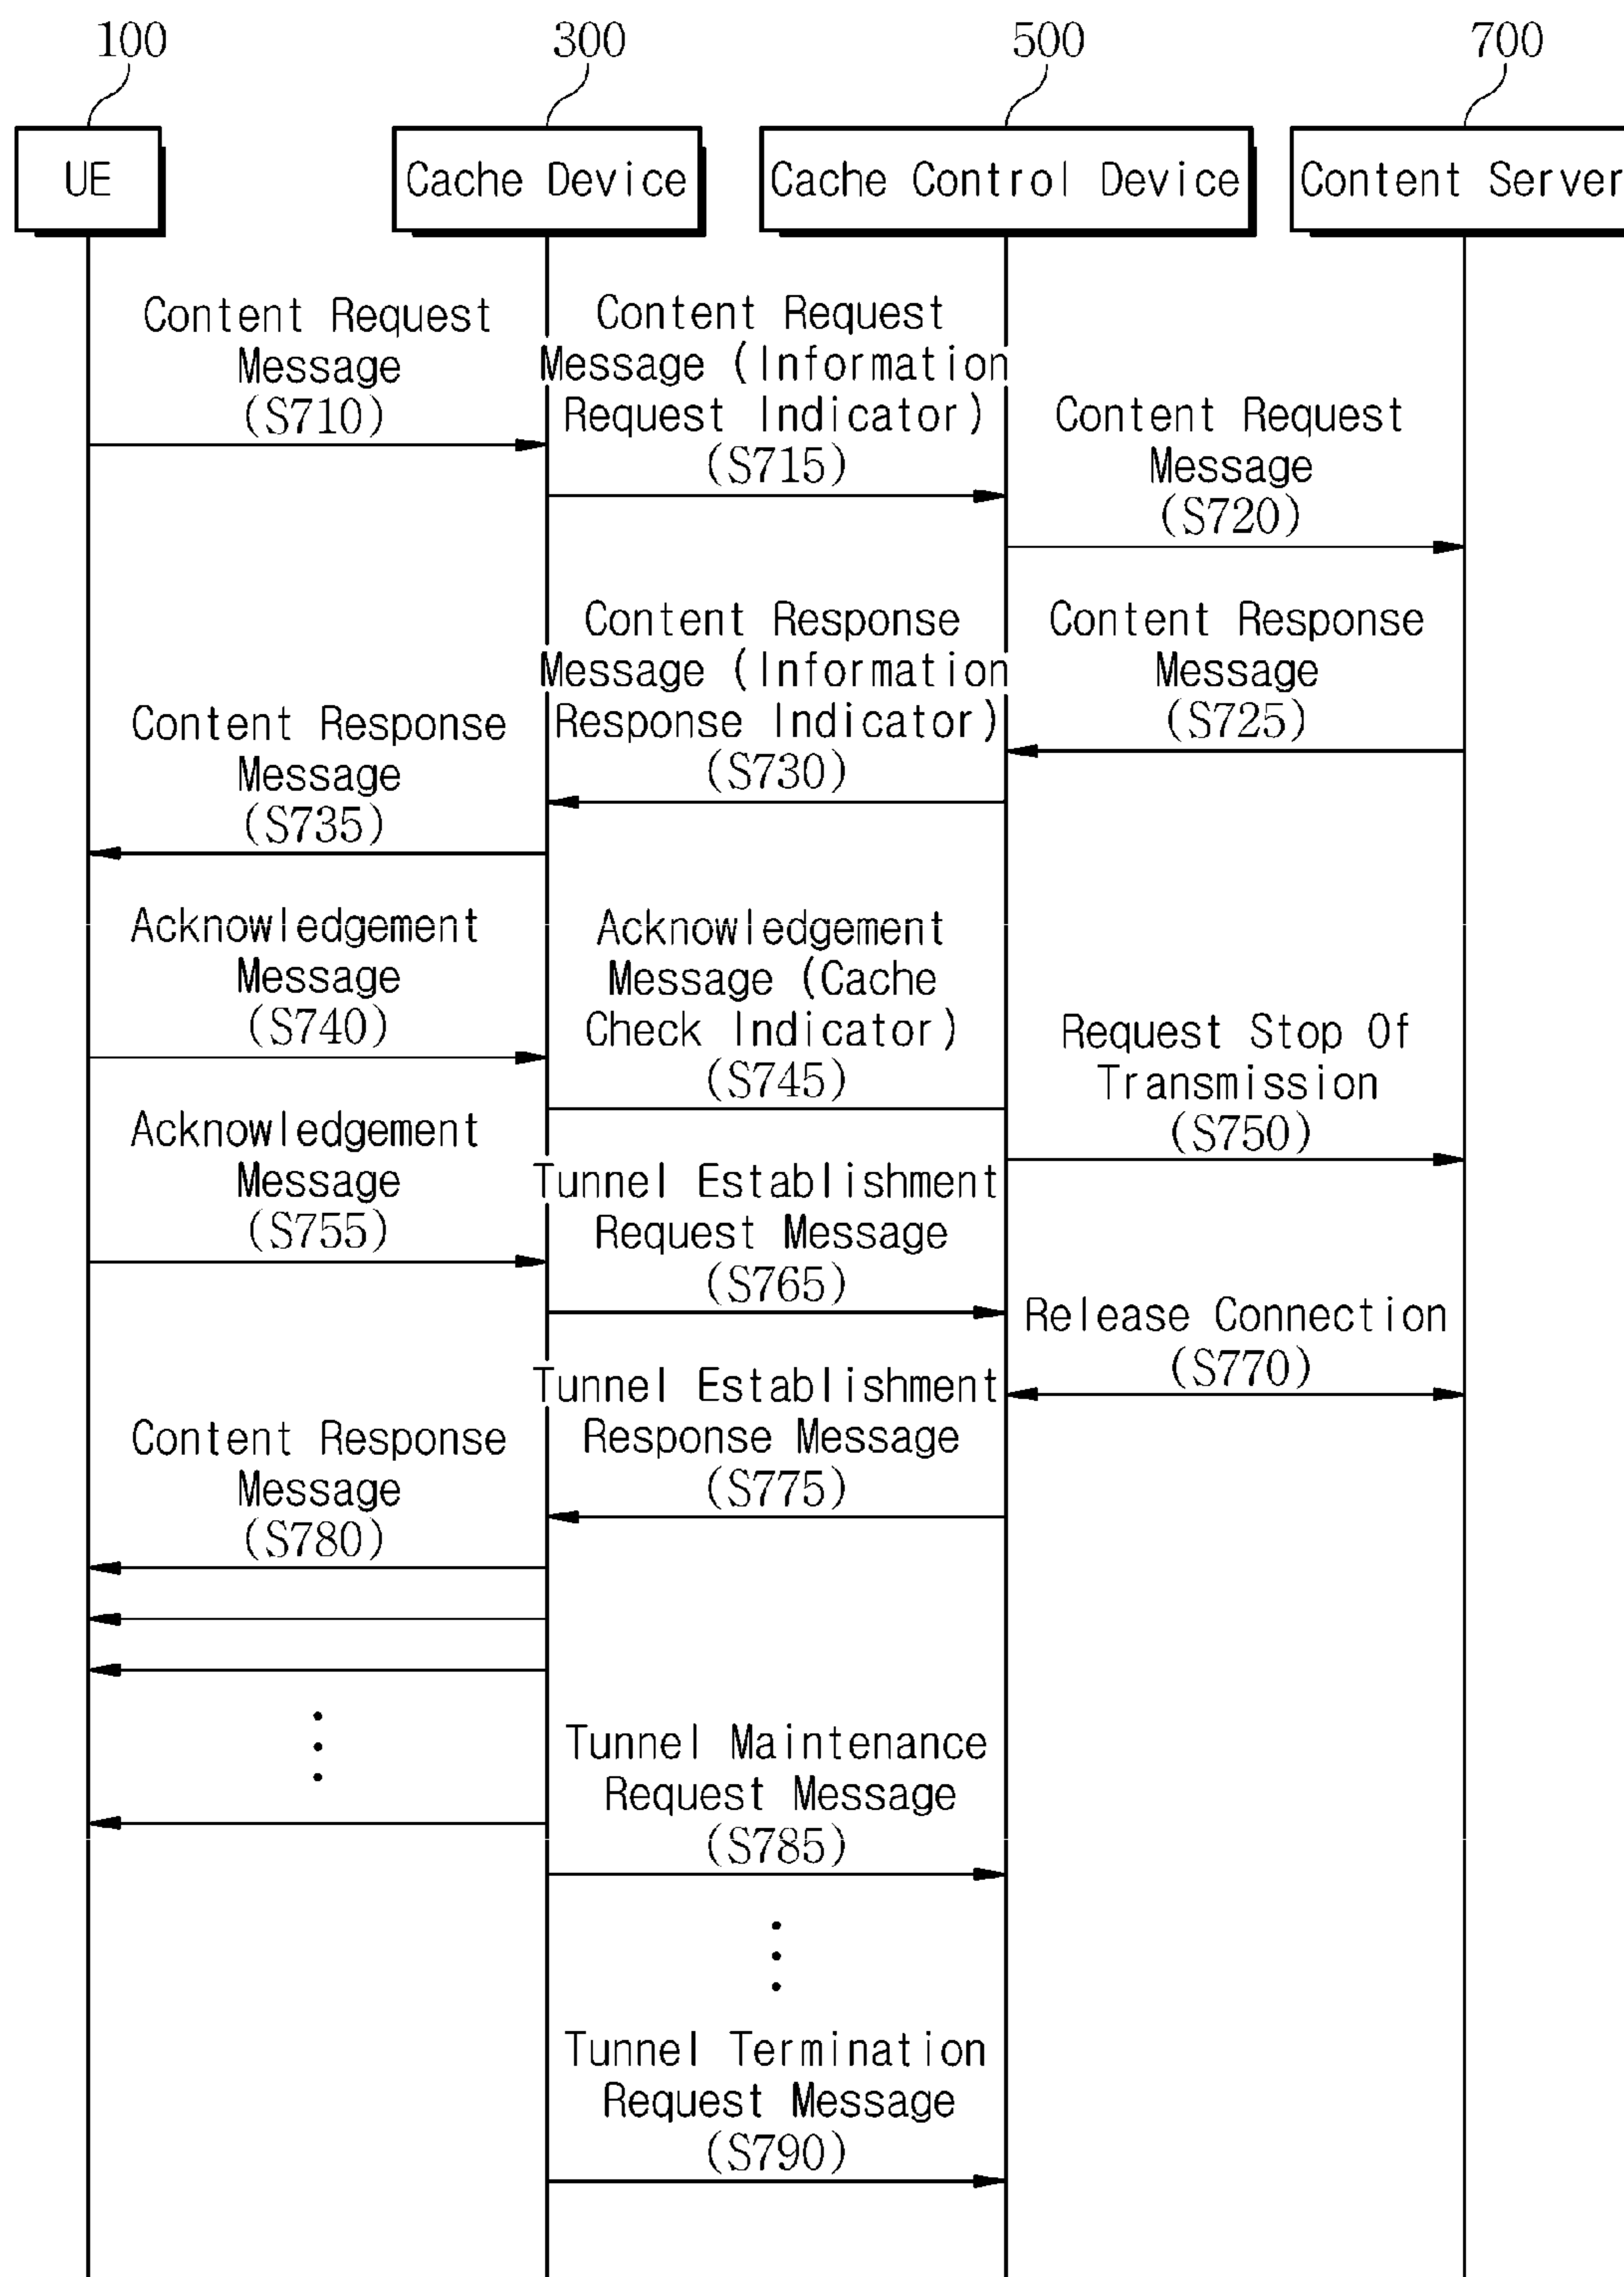 100
300
500
700
UE
Cache Device
Cache Control Device
Content Server
Content Request
Message
(S710)
Content Request
Message (Information
Request Indicator)
(S715)
Content Request
Message
(S720)
Content Response
Message
(S725)
Content Response
Message (Information
Response Indicator)
(S730)
Content Response
Message
(S735)
Acknowledgement
Message
(S740)
Acknowledgement
Message (Cache
Check Indicator)
(S745)
Request Stop Of
Transmission
(S750)
Acknowledgement
Message
(S755)
Tunnel Establishment
Request Message
(S765)
Release Connection
(S770)
Tunnel Establishment
Response Message
(S775)
Content Response
Message
(S780)
Tunnel Maintenance
Request Message
(S785)
Tunnel Termination
Request Message
(S790)